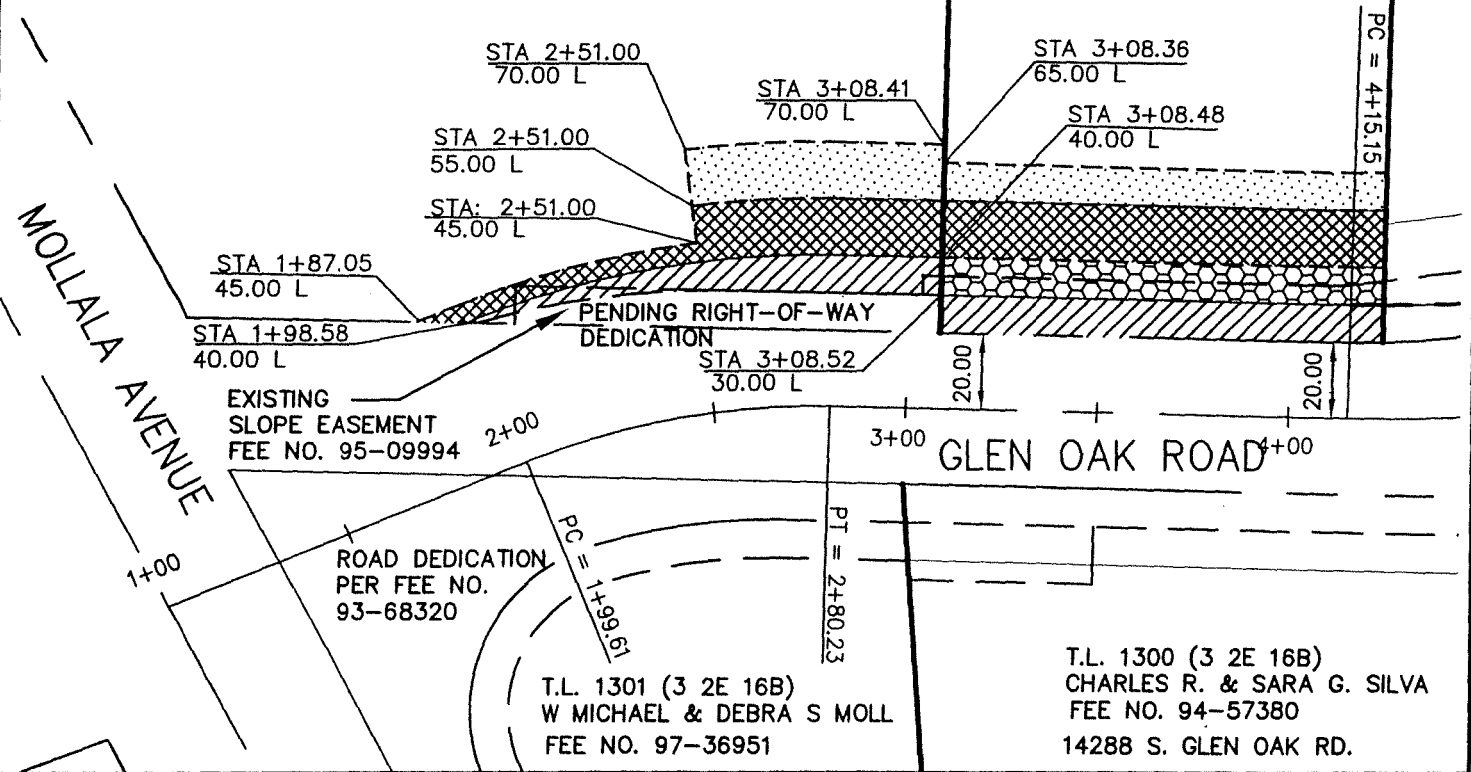 STA 2+51.00
70.00 L
STA 3+08.41
70.00 L
STA 3+08.36
65.00 L
STA 3+08.48
40.00 L
PC = 4+15.15
STA 2+51.00
55.00 L
STA: 2+51.00
45.00 L
STA 1+87.05
45.00 L
STA 1+98.58
40.00 L
MOLLALA AVENUE
PENDING RIGHT-OF-WAY
DEDICATION
STA 3+08.52
30.00 L
20.00
20.00
EXISTING
SLOPE EASEMENT
FEE NO. 95-09994
1+00
2+00
3+00
4+00
GLEN OAK ROAD
ROAD DEDICATION
PER FEE NO.
93-68320
PC = 1+99.61
PT = 2+80.23
T.L. 1301 (3 2E 16B)
W MICHAEL & DEBRA S MOLL
FEE NO. 97-36951
T.L. 1300 (3 2E 16B)
CHARLES R. & SARA G. SILVA
FEE NO. 94-57380
14288 S. GLEN OAK RD.